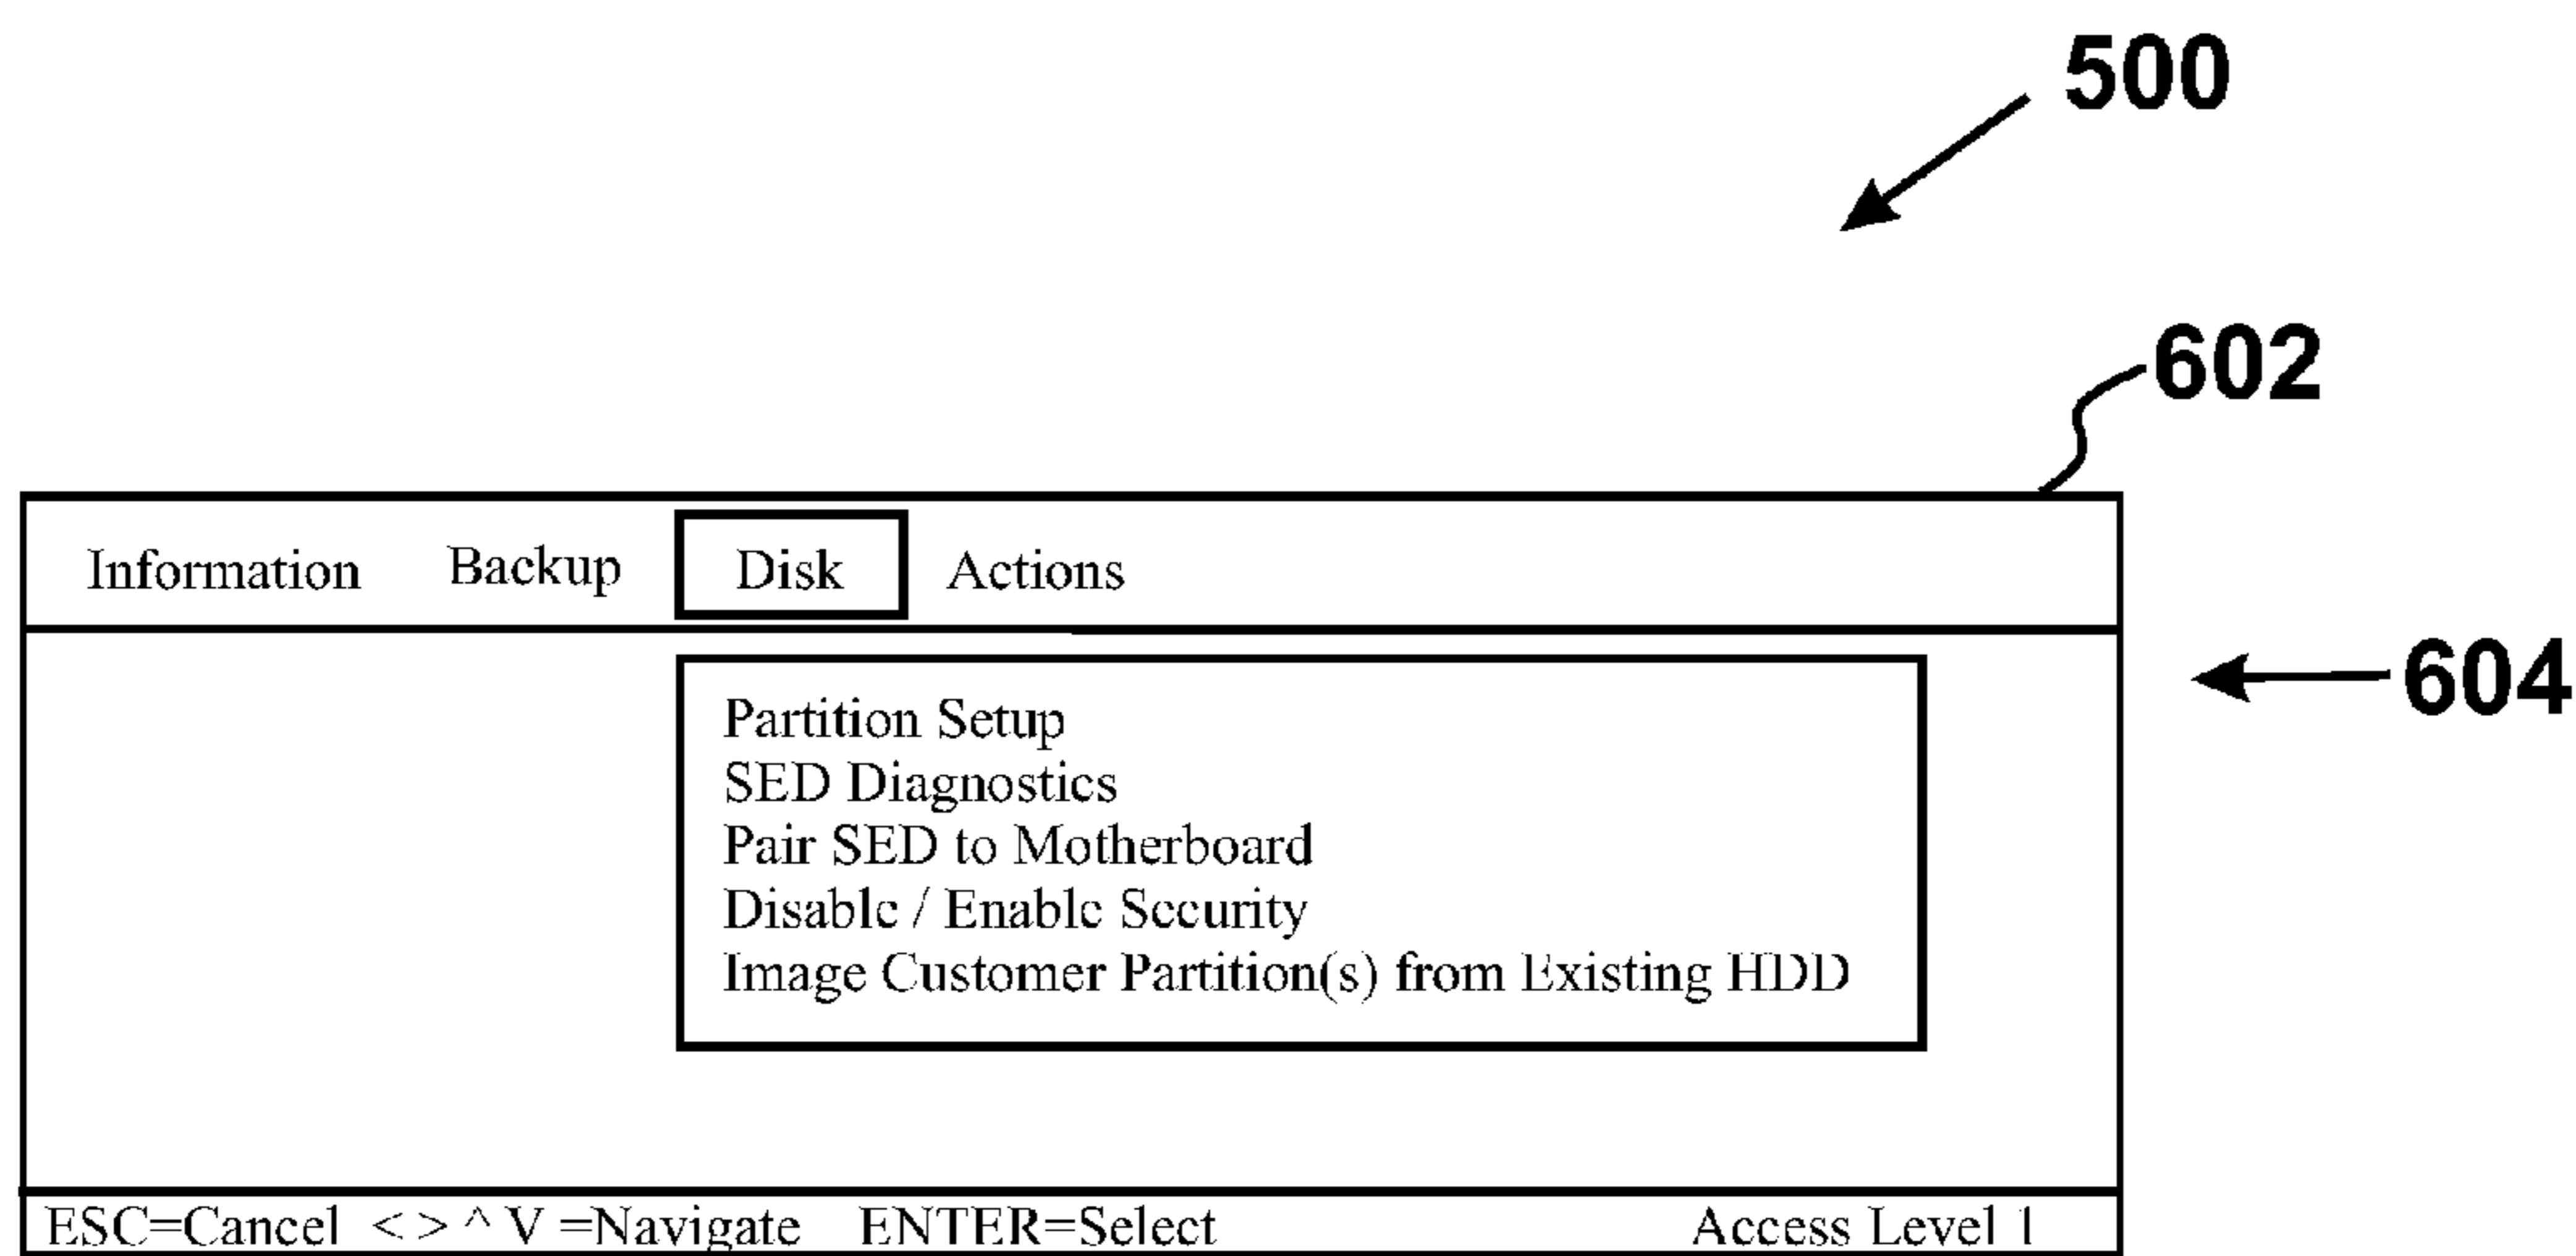 500
602
Information Backup Disk Actions
604
Partition Setup
SED Diagnostics
Pair SED to Motherboard
Disable / Enable Security
Image Customer Partition(s) from Existing HDD
ESC=Cancel < > ^ V =Navigate ENTER=Select Access Level 1